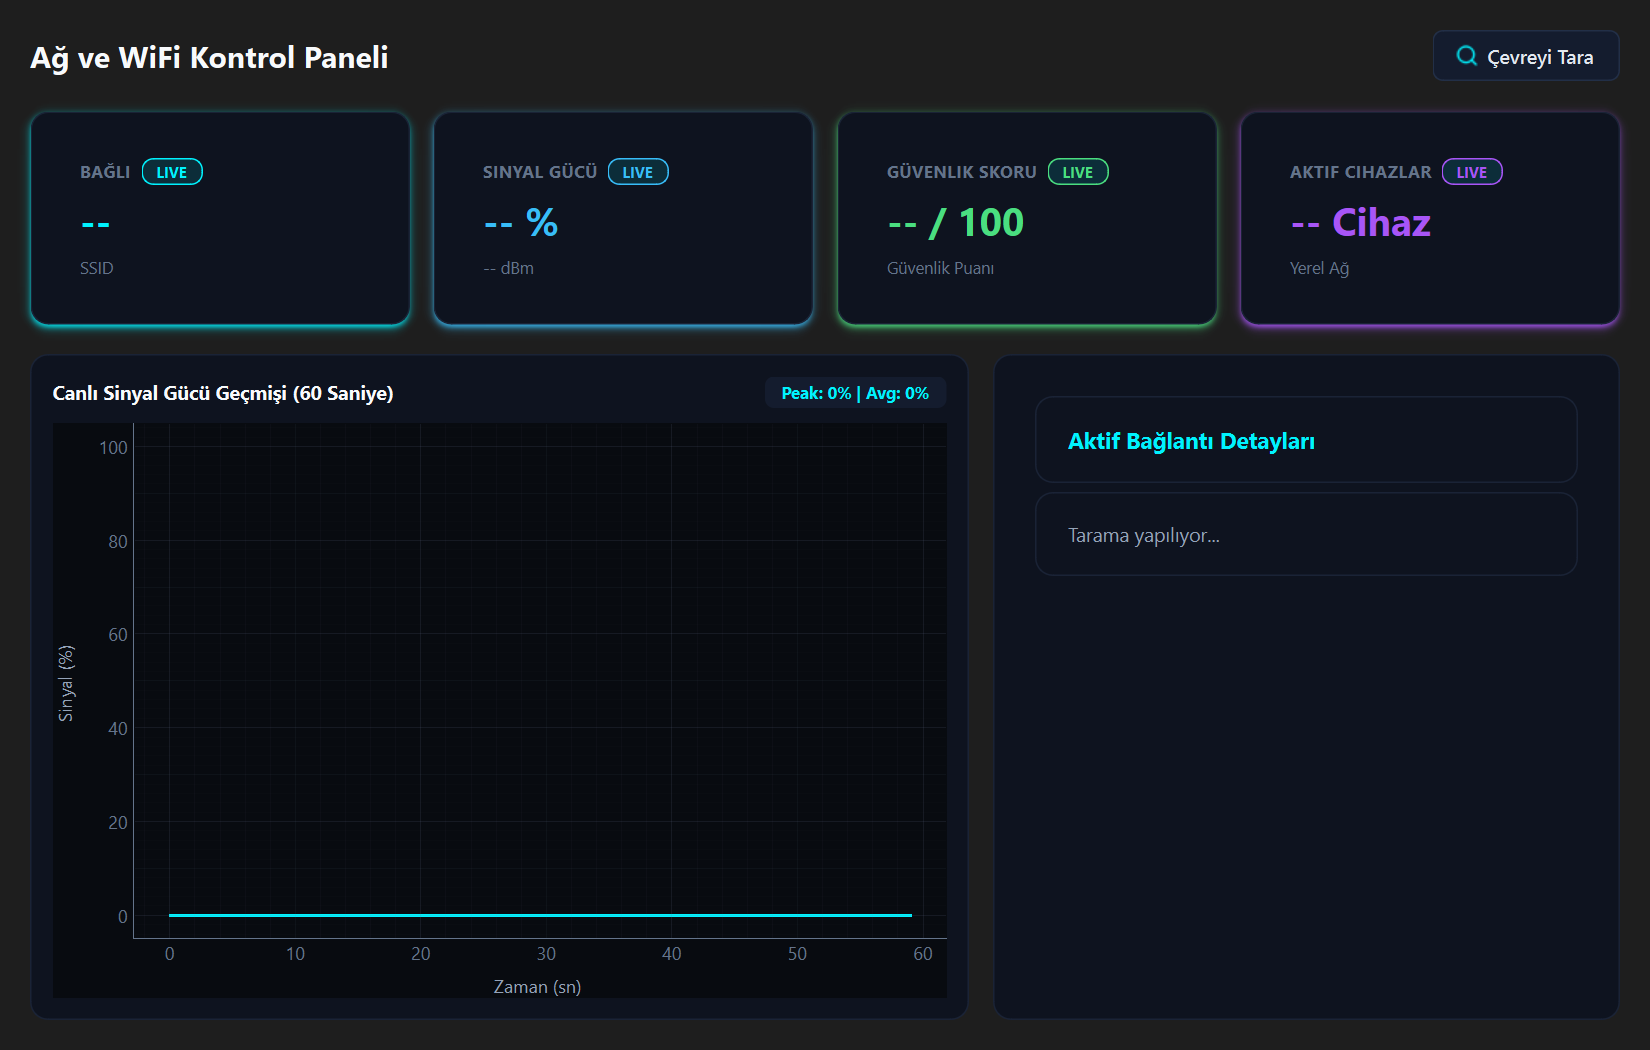 Ağ ve WiFi Kontrol Paneli
Çevreyi Tara
BAĞLI LIVE
--
SSID
SINYAL GÜCÜ LIVE
-- %
-- dBm
GÜVENLIK SKORU LIVE
-- / 100
Güvenlik Puanı
AKTIF CIHAZLAR LIVE
-- Cihaz
Yerel Ağ
Canlı Sinyal Gücü Geçmişi (60 Saniye)
Peak: 0% | Avg: 0%
100
80
60
40
20
0
Sinyal (%)
0 10 20 30 40 50 60
Zaman (sn)
Aktif Bağlantı Detayları
Tarama yapılıyor...